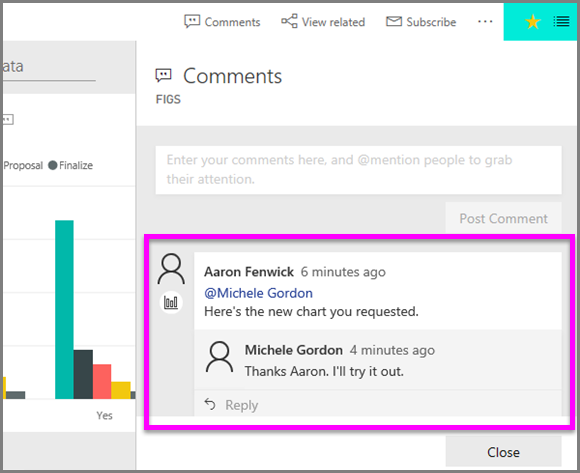 Comments View related Subscribe ...
ata
Comments
FIGS
Proposal Finalize
Enter your comments here, and @mention people to grab
their attention.
Post Comment
Aaron Fenwick 6 minutes ago
@Michele Gordon
Here's the new chart you requested.
Michele Gordon 4 minutes ago
Thanks Aaron. I'll try it out.
Reply
Yes
Close